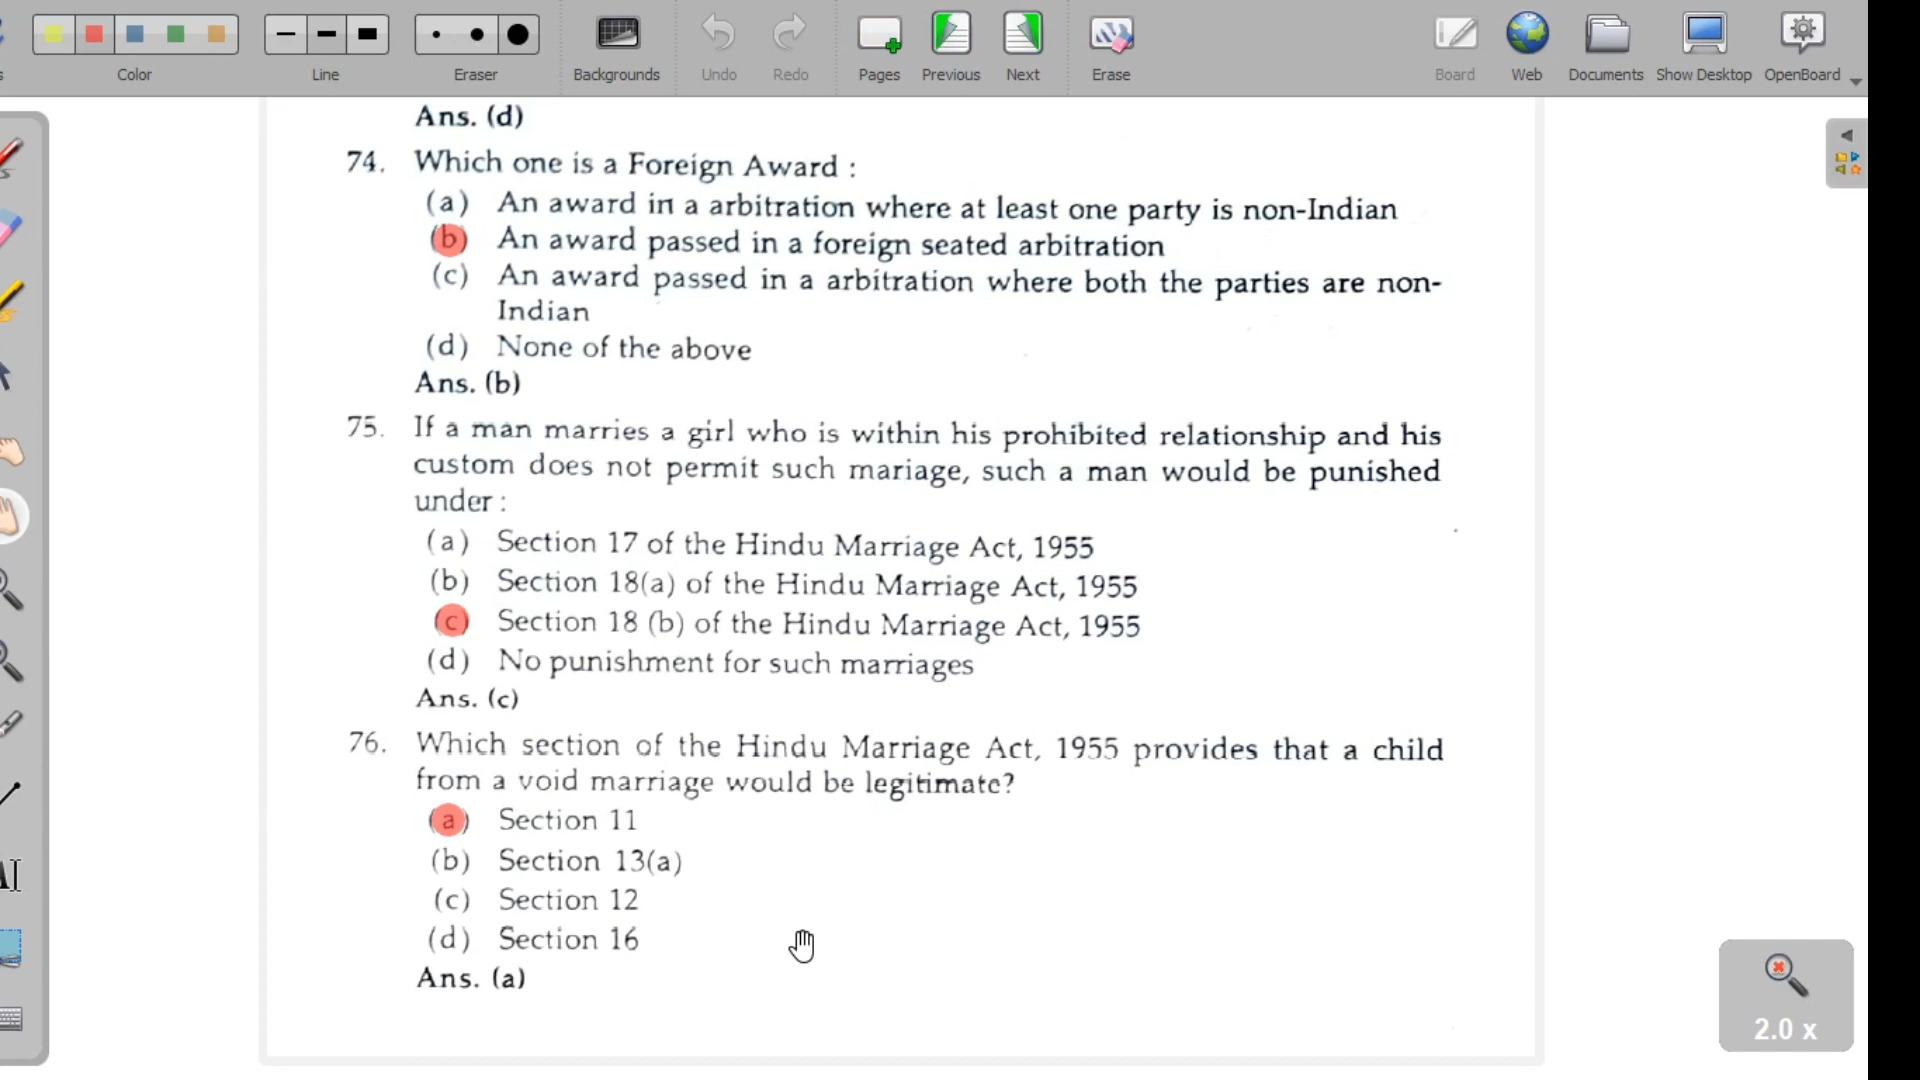 Color
Line
Eraser
Backgrounds
Undo
Redo
Pages
Previous
Next
Erase
Board
Web
Documents
Show Desktop
OpenBoard
Ans. (d)
74. Which one is a Foreign Award :
(a) An award in a arbitration where at least one party is non-Indian
(b) An award passed in a foreign seated arbitration
(c) An award passed in a arbitration where both the parties are non-
Indian
(d) None of the above
Ans. (b)
75. If a man marries a girl who is within his prohibited relationship and his
custom does not permit such mariage, such a man would be punished
under :
(a) Section 17 of the Hindu Marriage Act, 1955
(b) Section 18(a) of the Hindu Marriage Act, 1955
(c) Section 18 (b) of the Hindu Marriage Act, 1955
(d) No punishment for such marriages
Ans. (c)
76. Which section of the Hindu Marriage Act, 1955 provides that a child
from a void marriage would be legitimate?
(a) Section 11
(b) Section 13(a)
(c) Section 12
(d) Section 16
Ans. (a)
2.0 x